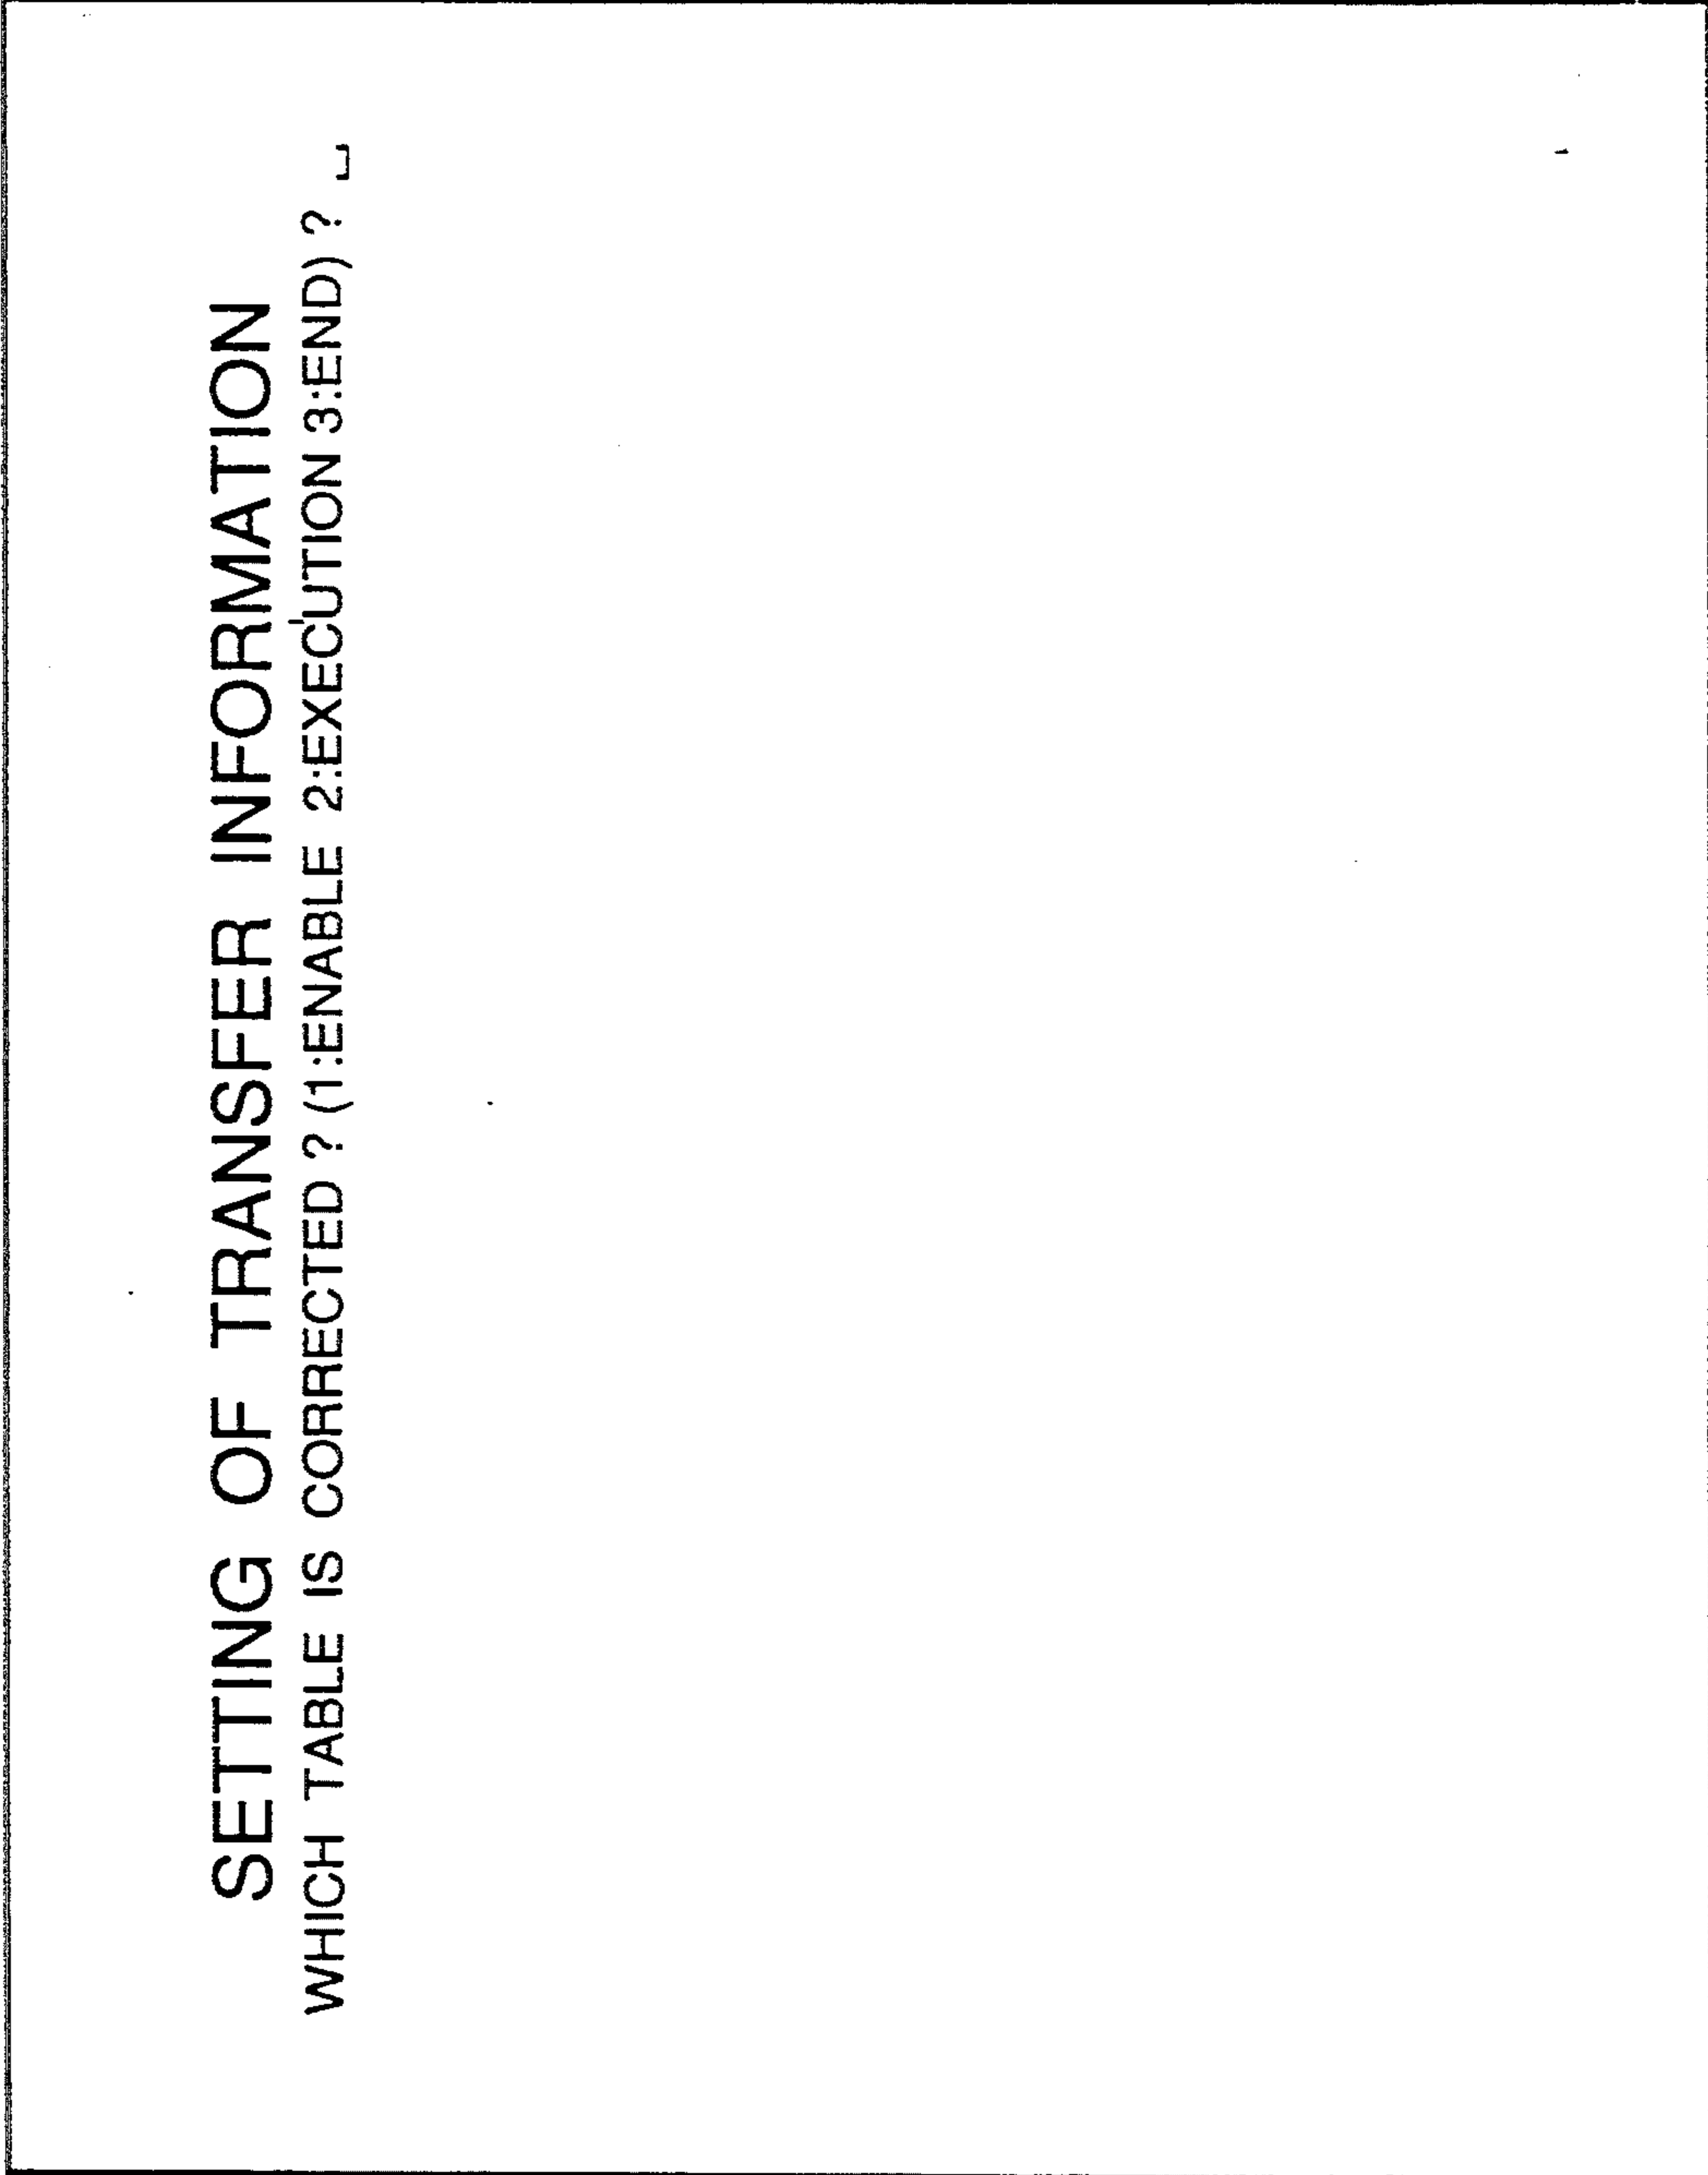 SETTING OF TRANSFER INFORMATION
WHICH TABLE IS CORRECTED ? (1:ENABLE 2:EXECUTION 3:END) ? ␣